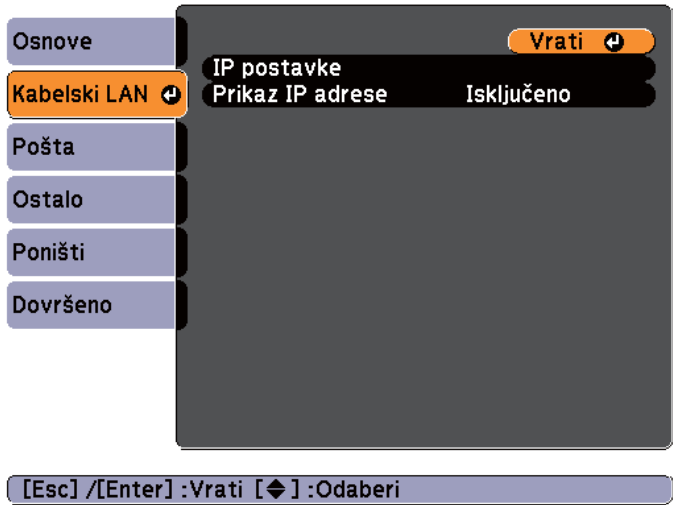 Osnove
Kabelski LAN
Pošta
Ostalo
Poništi
Dovršeno
Vrati
IP postavke
Prikaz IP adrese Isključeno
[Esc] /[Enter] :Vrati [◆] :Odaberi